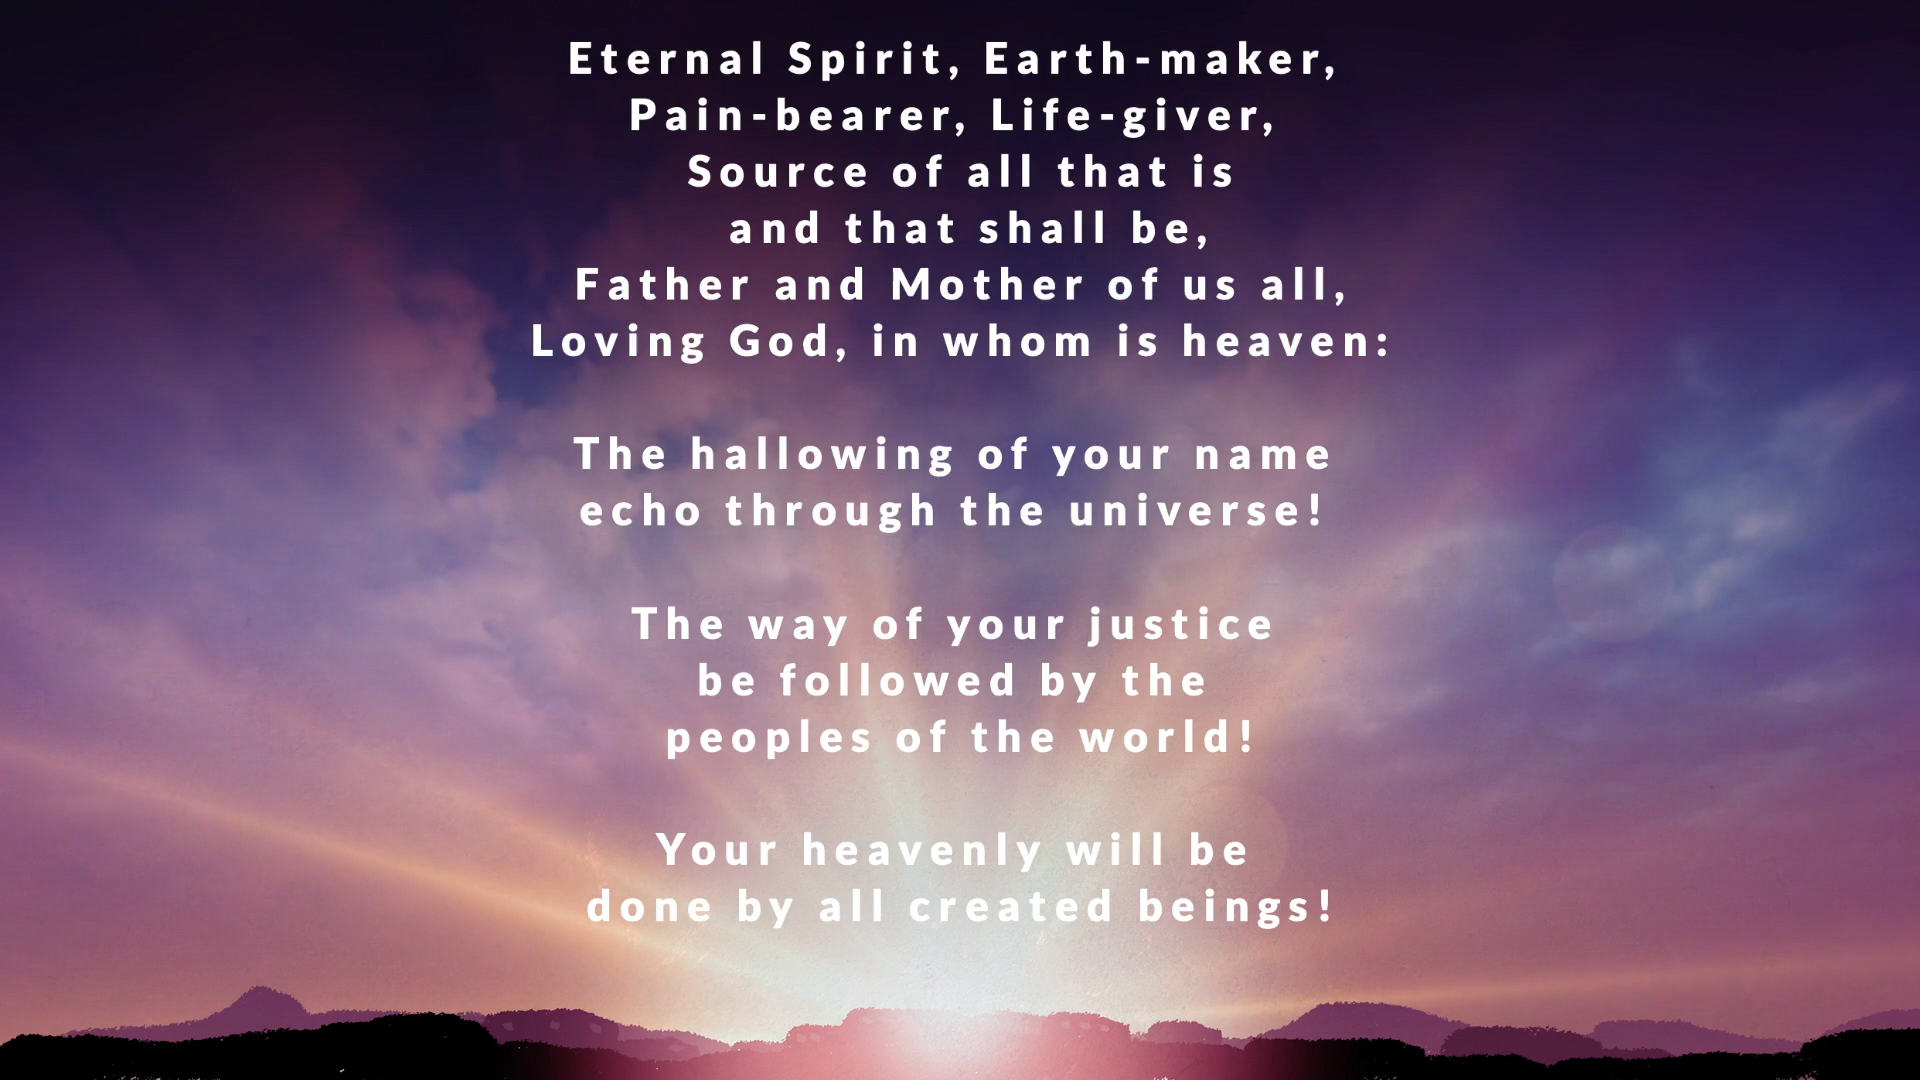 Eternal Spirit, Earth-maker,
Pain-bearer, Life-giver,
Source of all that is
and that shall be,
Father and Mother of us all,
Loving God, in whom is heaven:
The hallowing of your name
echo through the universe!
The way of your justice
be followed by the
peoples of the world!
Your heavenly will be
done by all created beings!